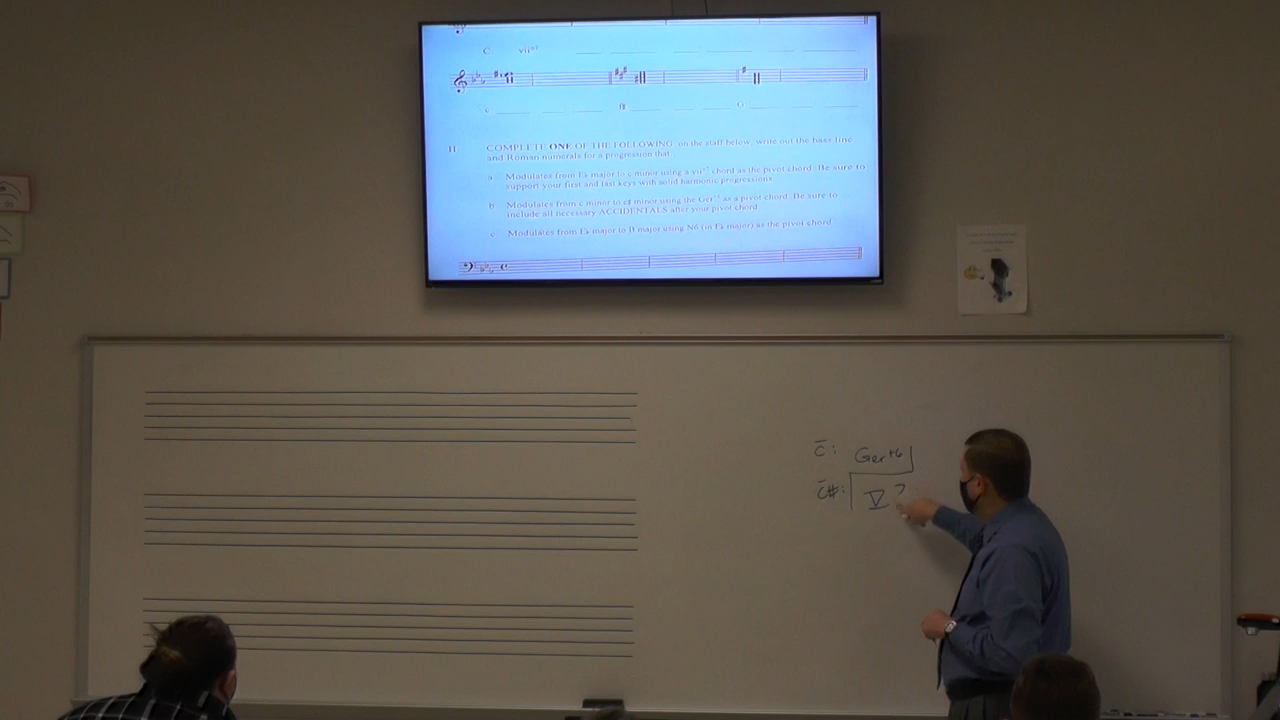 C. vii°⁷
c
B
G
II COMPLETE ONE OF THE FOLLOWING: on the staff below, write out the bass line
and Roman numerals for a progression that
a Modulates from E♭ major to c minor using a vii°⁷ chord as the pivot chord. Be sure to
support your first and last keys with solid harmonic progressions
b Modulates from c minor to c# minor using the Ger⁺⁶ as a pivot chord. Be sure to
include all necessary ACCIDENTALS after your pivot chord
c Modulates from E♭ major to B major using N6 (in E♭ major) as the pivot chord
c̄: Ger+6
c̄#: V7